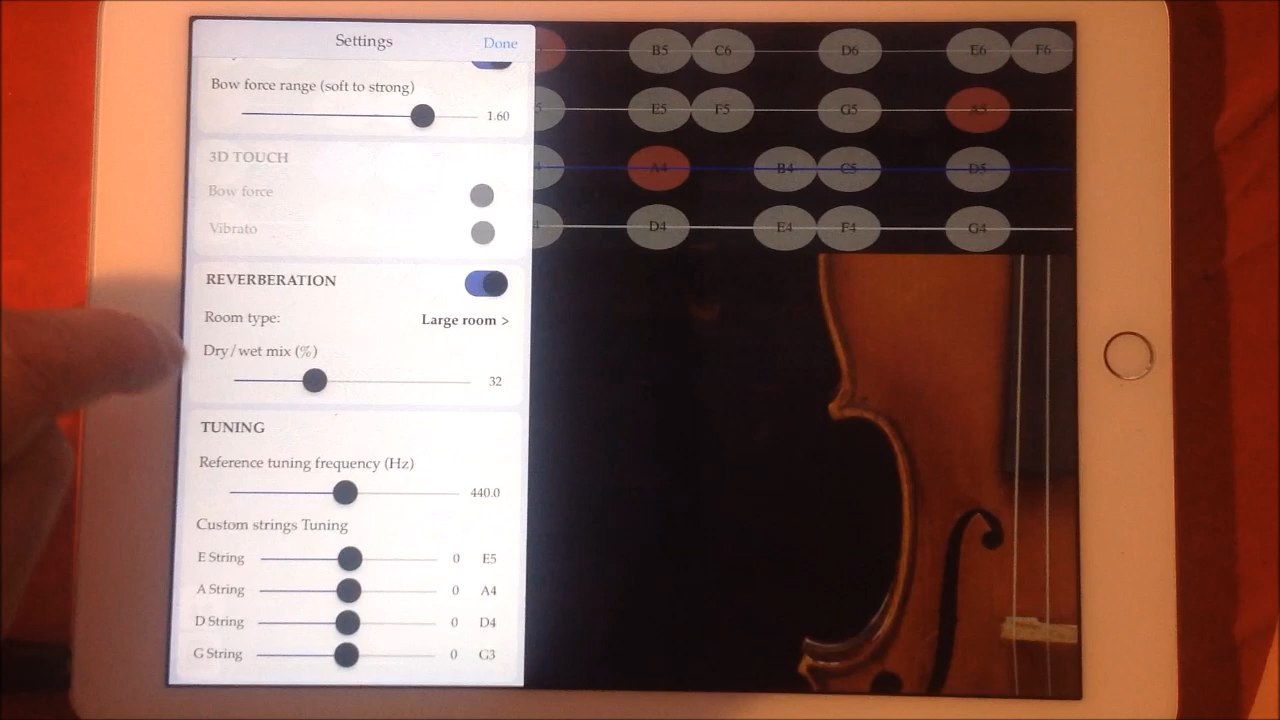 Settings
Done
Bow force range (soft to strong)
1.60
3D TOUCH
Bow force
Vibrato
REVERBERATION
Room type:
Large room >
Dry/wet mix (%)
32
TUNING
Reference tuning frequency (Hz)
440.0
Custom strings Tuning
E String 0 E5
A String 0 A4
D String 0 D4
G String 0 G3
B5 C6 D6 E6 F6
E5 F5 G5 A5
A4 B4 C5 D5
D4 E4 F4 G4